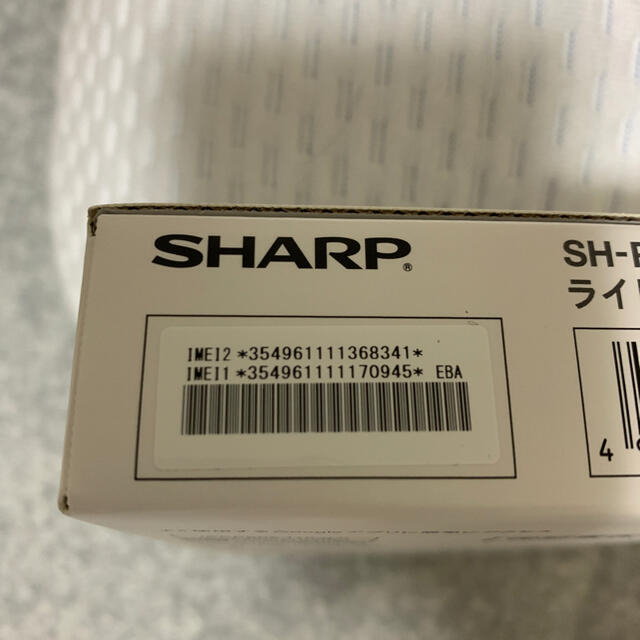 SHARP®
IMEI2 *354961111368341*
IMEI1 *354961111170945* EBA
SH-
ライ
4